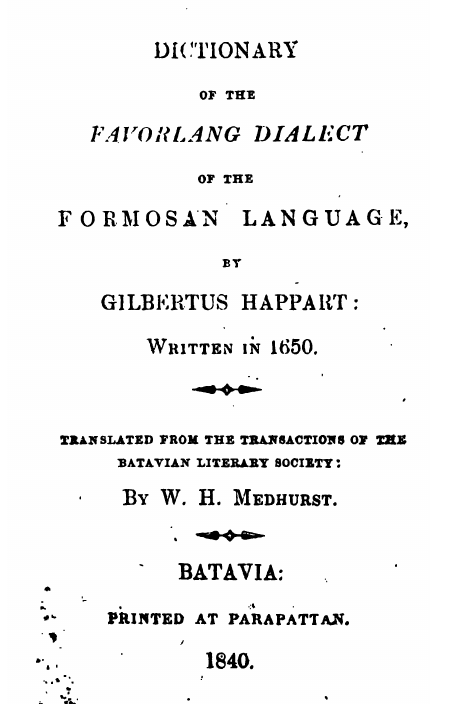 DICTIONARY
OF THE
FAVORLANG DIALECT
OF THE
FORMOSAN LANGUAGE,
BY
GILBERTUS HAPPART:
WRITTEN IN 1650.
TRANSLATED FROM THE TRANSACTIONS OF THE
BATAVIAN LITERARY SOCIETY:
BY W. H. MEDHURST.
BATAVIA:
PRINTED AT PARAPATTAN.
1840.